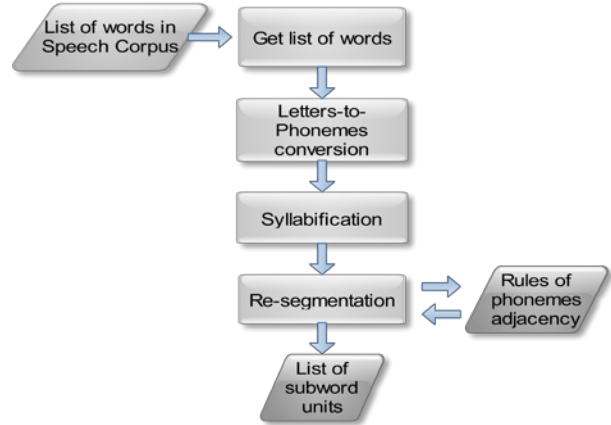 List of words in
Speech Corpus
Get list of words
Letters-to-
Phonemes
conversion
Syllabification
Re-segmentation
Rules of
phonemes
adjacency
List of
subword
units